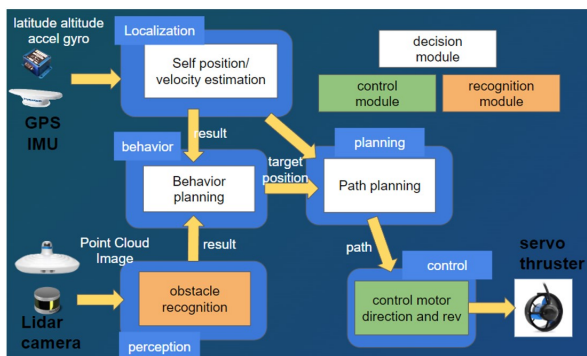 latitude altitude
accel gyro
GPS
IMU
Localization
Self position/
velocity estimation
decision
module
control
module
recognition
module
result
behavior
Behavior
planning
target
position
planning
Path planning
Point Cloud
Image
result
Lidar
camera
obstacle
recognition
perception
path
control
control motor
direction and rev
servo
thruster